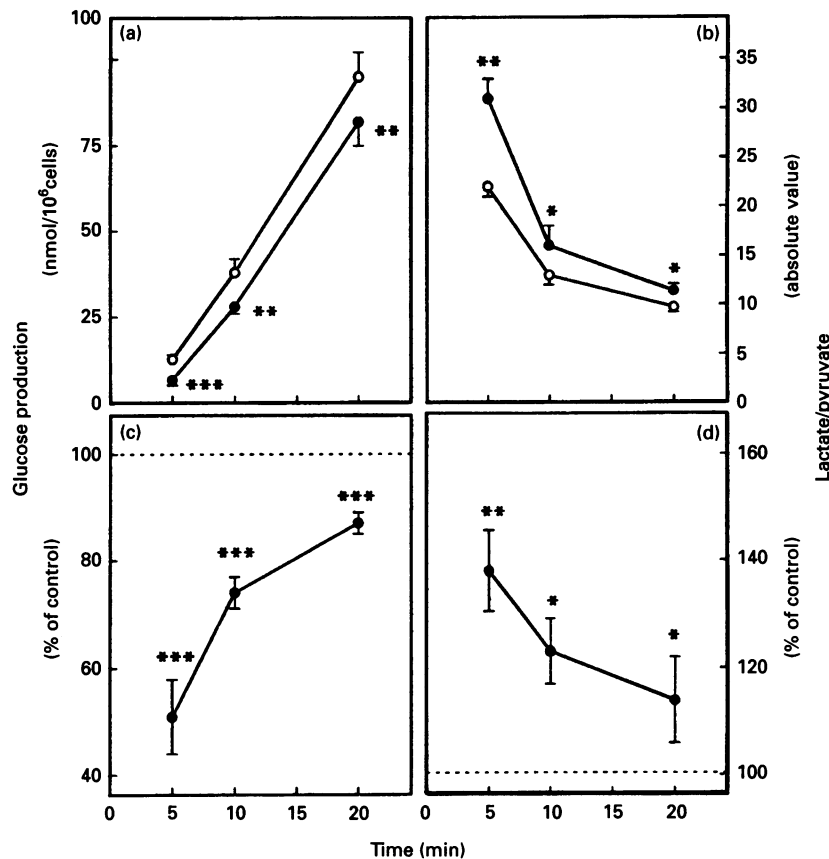 100
75
50
25
0
(a)
**
**
***
Glucose production
(nmol/10⁶cells)
(b)
**
*
*
35
30
25
20
15
10
5
0
Lactate/pyruvate
(absolute value)
(c)
100
80
60
40
***
***
***
(% of control)
0 5 10 15 20
(d)
**
*
*
160
140
120
100
(% of control)
0 5 10 15 20
Time (min)